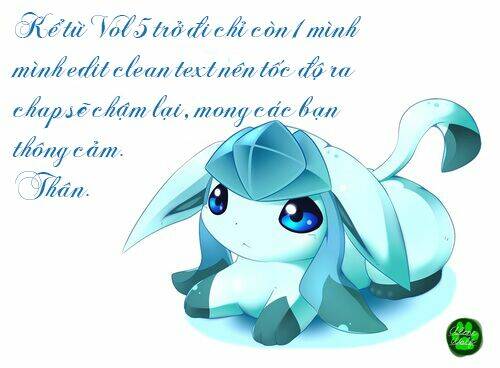 Kể từ Vol 5 trở đi chỉ còn 1 mình
mình edit clean text nên tốc độ ra
chap sẽ chậm lại, mong các bạn
thông cảm.
Thân.